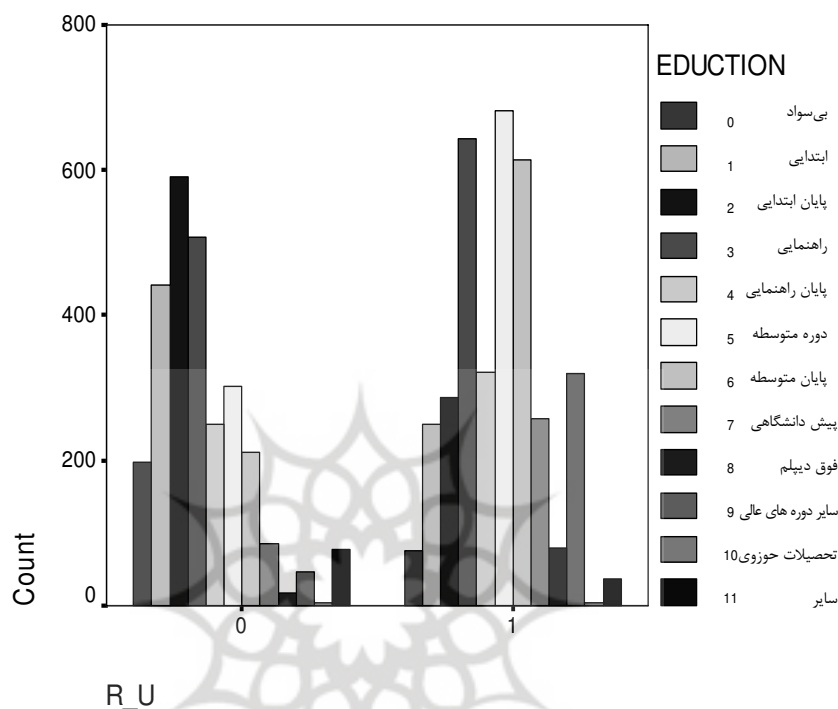 800
600
400
200
0
Count
0 1
R_U
EDUCTION
0 بی‌سواد
1 ابتدایی
2 پایان ابتدایی
3 راهنمایی
4 پایان راهنمایی
5 دوره متوسطه
6 پایان متوسطه
7 پیش دانشگاهی
8 فوق دیپلم
9 سایر دوره های عالی
10 تحصیلات حوزوی
11 سایر